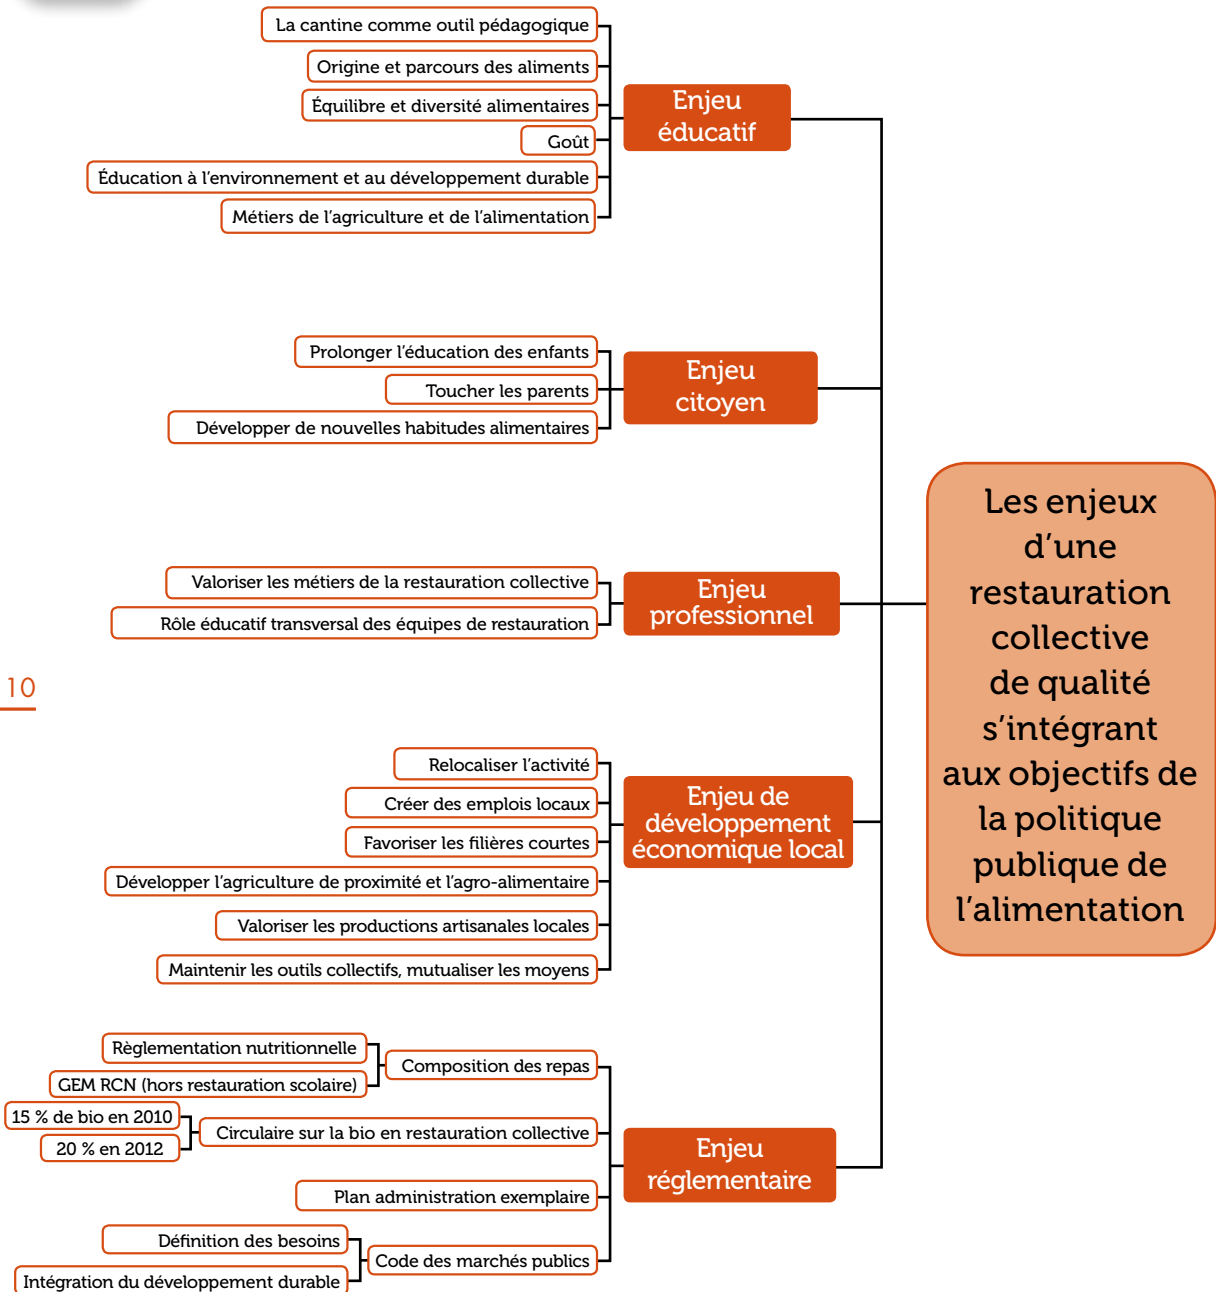 La cantine comme outil pédagogique
Origine et parcours des aliments
Équilibre et diversité alimentaires
Goût
Éducation à l’environnement et au développement durable
Métiers de l’agriculture et de l’alimentation
Enjeu
éducatif
Prolonger l’éducation des enfants
Toucher les parents
Développer de nouvelles habitudes alimentaires
Enjeu
citoyen
Valoriser les métiers de la restauration collective
Rôle éducatif transversal des équipes de restauration
Enjeu
professionnel
10
Relocaliser l’activité
Créer des emplois locaux
Favoriser les filières courtes
Développer l’agriculture de proximité et l’agro-alimentaire
Valoriser les productions artisanales locales
Maintenir les outils collectifs, mutualiser les moyens
Enjeu de
développement
économique local
Règlementation nutritionnelle
GEM RCN (hors restauration scolaire)
Composition des repas
15 % de bio en 2010
20 % en 2012
Circulaire sur la bio en restauration collective
Plan administration exemplaire
Définition des besoins
Intégration du développement durable
Code des marchés publics
Enjeu
réglementaire
Les enjeux
d’une
restauration
collective
de qualité
s’intégrant
aux objectifs de
la politique
publique de
l’alimentation